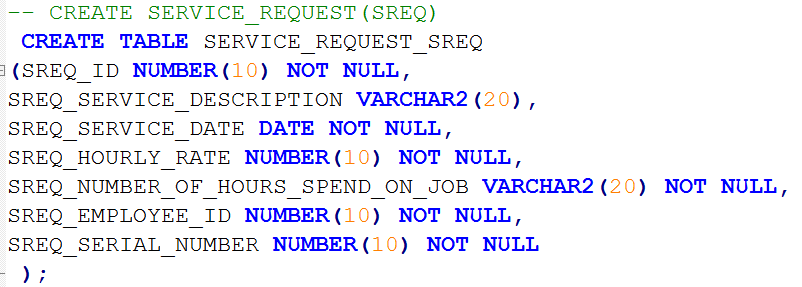 -- CREATE SERVICE_REQUEST(SREQ)
CREATE TABLE SERVICE_REQUEST_SREQ
(SREQ_ID NUMBER(10) NOT NULL,
SREQ_SERVICE_DESCRIPTION VARCHAR2(20),
SREQ_SERVICE_DATE DATE NOT NULL,
SREQ_HOURLY_RATE NUMBER(10) NOT NULL,
SREQ_NUMBER_OF_HOURS_SPEND_ON_JOB VARCHAR2(20) NOT NULL,
SREQ_EMPLOYEE_ID NUMBER(10) NOT NULL,
SREQ_SERIAL_NUMBER NUMBER(10) NOT NULL
);